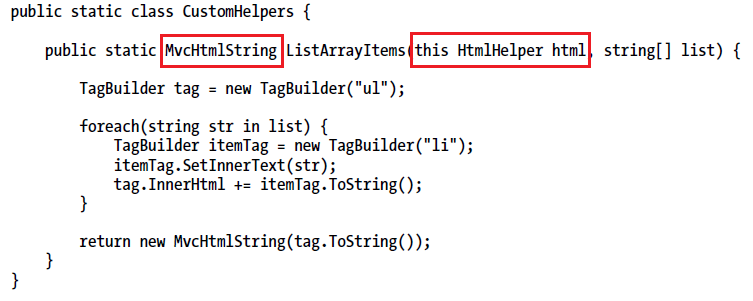 public static class CustomHelpers {
public static MvcHtmlString ListArrayItems(this HtmlHelper html, string[] list) {
TagBuilder tag = new TagBuilder("ul");
foreach(string str in list) {
TagBuilder itemTag = new TagBuilder("li");
itemTag.SetInnerText(str);
tag.InnerHtml += itemTag.ToString();
}
return new MvcHtmlString(tag.ToString());
}
}